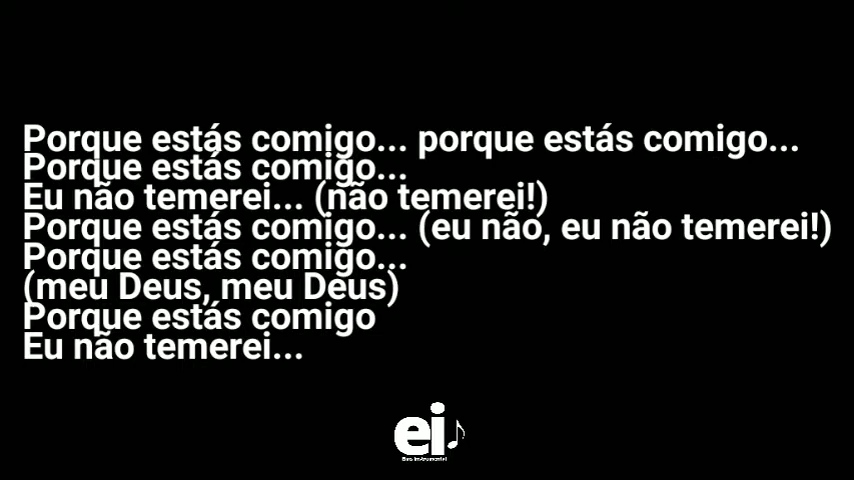 Porque estás comigo... porque estás comigo...
Porque estás comigo...
Eu não temerei... (não temerei!)
Porque estás comigo... (eu não, eu não temerei!)
Porque estás comigo...
(meu Deus, meu Deus)
Porque estás comigo
Eu não temerei...
ei